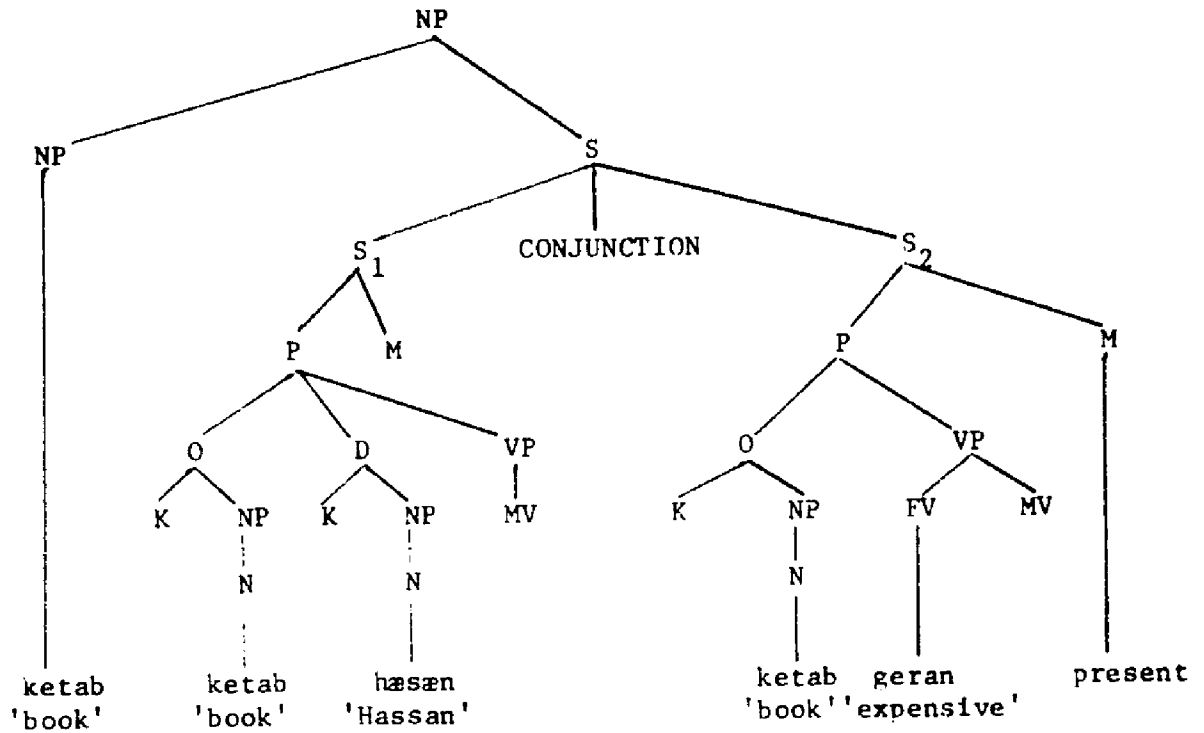 NP
NP S
S1 CONJUNCTION S2
P M P M
O D VP O VP
K NP K NP MV K NP FV MV
N N N
ketab ketab hæsæn ketab geran present
'book' 'book' 'Hassan' 'book' 'expensive'